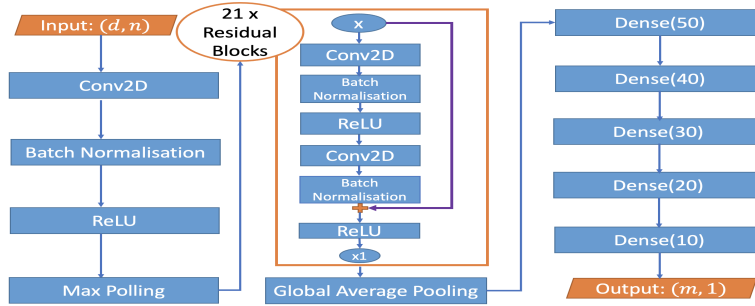 Input: (d, n)
Conv2D
Batch Normalisation
ReLU
Max Polling
21 x
Residual
Blocks
x
Conv2D
Batch
Normalisation
ReLU
Conv2D
Batch
Normalisation
ReLU
x1
Global Average Pooling
Dense(50)
Dense(40)
Dense(30)
Dense(20)
Dense(10)
Output: (m, 1)